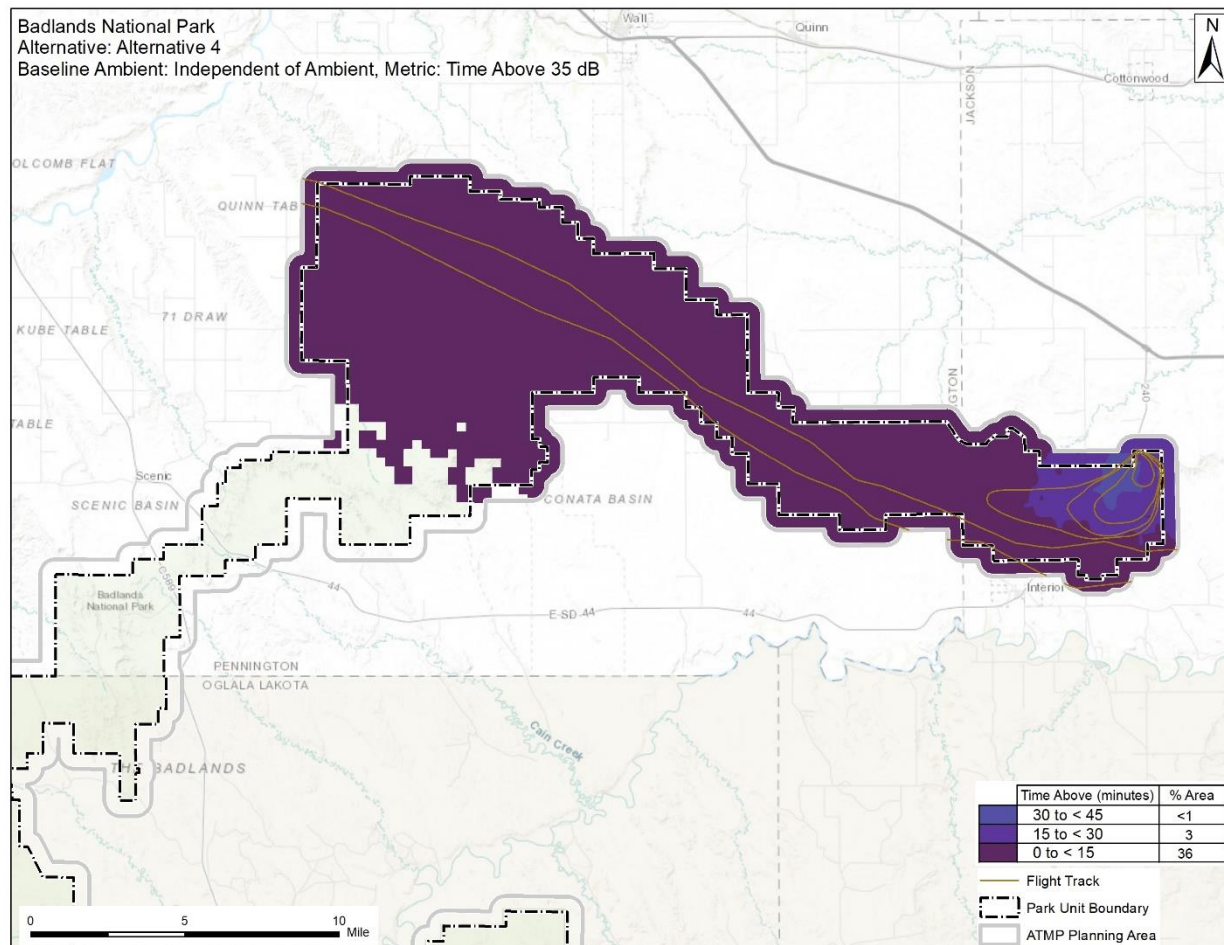 Badlands National Park
Alternative: Alternative 4
Baseline Ambient: Independent of Ambient, Metric: Time Above 35 dB
N
Wall
Quinn
JACKSON
Cottonwood
OLCOMB FLAT
QUINN TAB
71 DRAW
KUBE TABLE
TABLE
GTON
240
Scenic
SCENIC BASIN
CONATA BASIN
Badlands
National Park
44
E-SD-44
44
Interior
PENNINGTON
OGLALA LAKOTA
Cain Creek
THE BADLANDS
Time Above (minutes) % Area
30 to < 45 <1
15 to < 30 3
0 to < 15 36
Flight Track
Park Unit Boundary
ATMP Planning Area
0 5 10
Mile